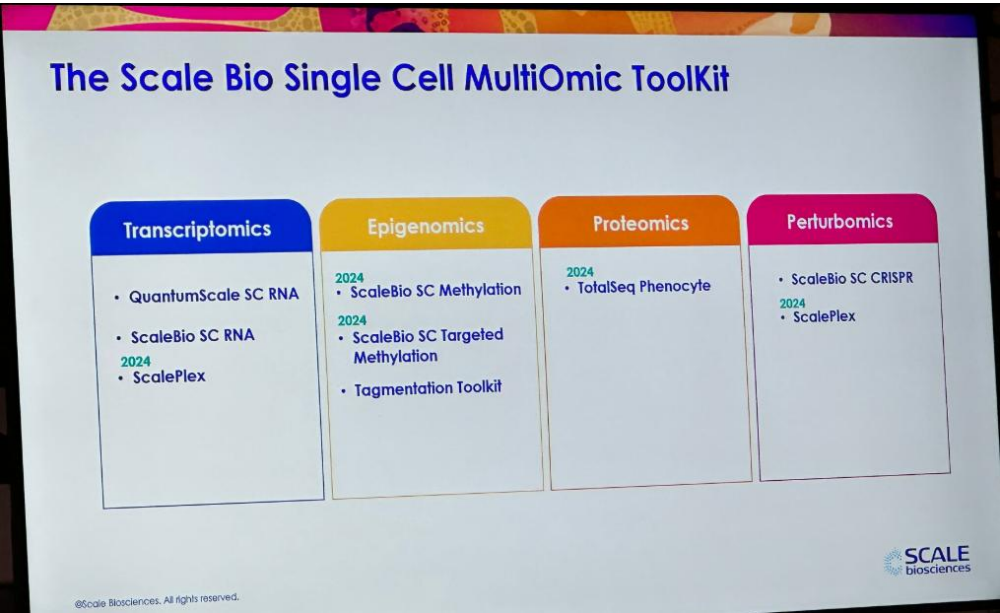 The Scale Bio Single Cell MultiOmic ToolKit
Transcriptomics
• QuantumScale SC RNA
• ScaleBio SC RNA
2024
• ScalePlex
Epigenomics
2024
• ScaleBio SC Methylation
2024
• ScaleBio SC Targeted
Methylation
• Tagmentation Toolkit
Proteomics
2024
• TotalSeq Phenocyte
Perturbomics
• ScaleBio SC CRISPR
2024
• ScalePlex
SCALE
biosciences
©Scale Biosciences. All rights reserved.